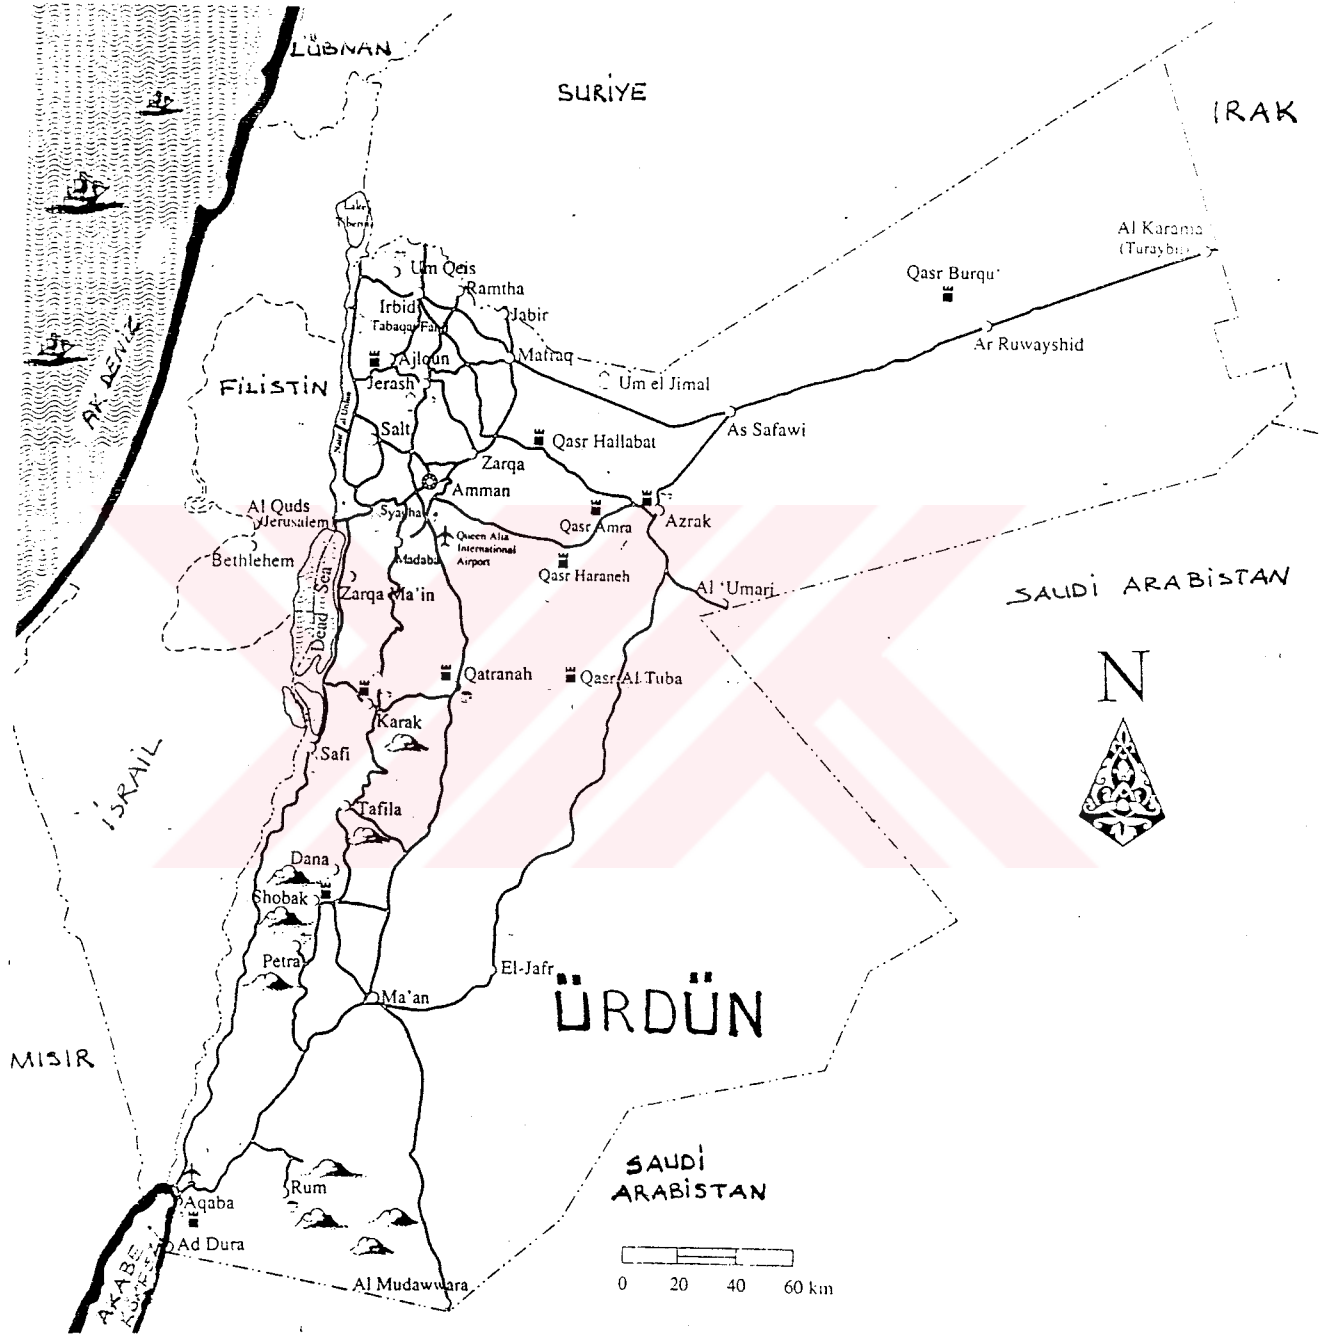 LÜBNAN
SURİYE
IRAK
Lake
Al Karama
Qasr Burqu'
Um Qeis
Ramtha
Irbid
Jabir
Ar Ruwayshid
Mafraq
Ajloun
Um el Jimal
AK DENİZ
FİLİSTİN
Jerash
Salt
As Safawi
Qasr Hallabat
Zarqa
Amman
Al Quds
(Jerusalem)
Azrak
Qasr Amra
Queen Alia
International
Airport
Bethlehem
Madaba
Qasr Haraneh
Dead Sea
Zarqa Ma'in
Al 'Umari
SAUDİ ARABİSTAN
N
Qatranah
Qasr Al Tuba
Karak
Safi
İSRAİL
Tafila
Dana
Shobak
Petra
El-Jafr
Ma'an
ÜRDÜN
MISIR
SAUDİ
ARABİSTAN
Rum
Aqaba
Ad Dura
AKABE
Al Mudawwara
0 20 40 60 km